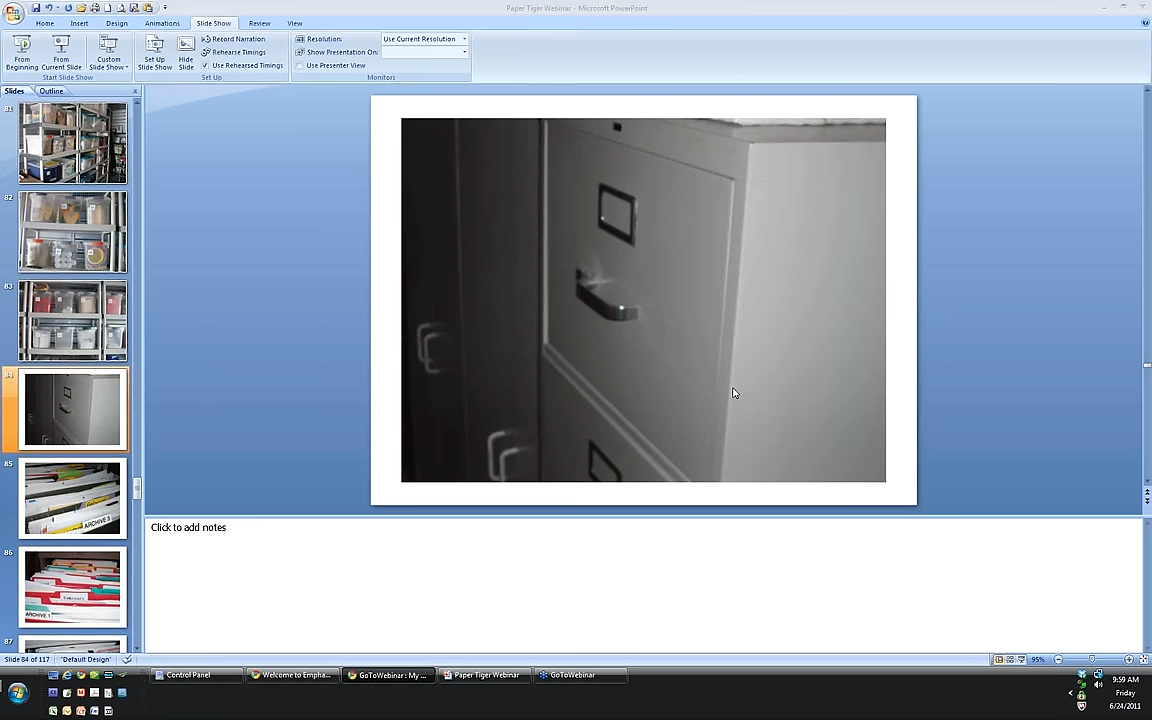 Paper Tiger Webinar - Microsoft PowerPoint
Home Insert Design Animations Slide Show Review View
From Beginning
From Current Slide
Custom Slide Show
Start Slide Show
Set Up Slide Show
Hide Slide
Record Narration
Rehearse Timings
Use Rehearsed Timings
Set Up
Resolution: Use Current Resolution
Show Presentation On:
Use Presenter View
Monitors
Slides Outline
81
82
83
84
85
ARCHIVE 3
86
ARCHIVE 1
87
Click to add notes
Slide 84 of 117 "Default Design" 95%
Control Panel Welcome to Empha... GoToWebinar : My ... Paper Tiger Webinar GoToWebinar
9:59 AM
Friday
6/24/2011